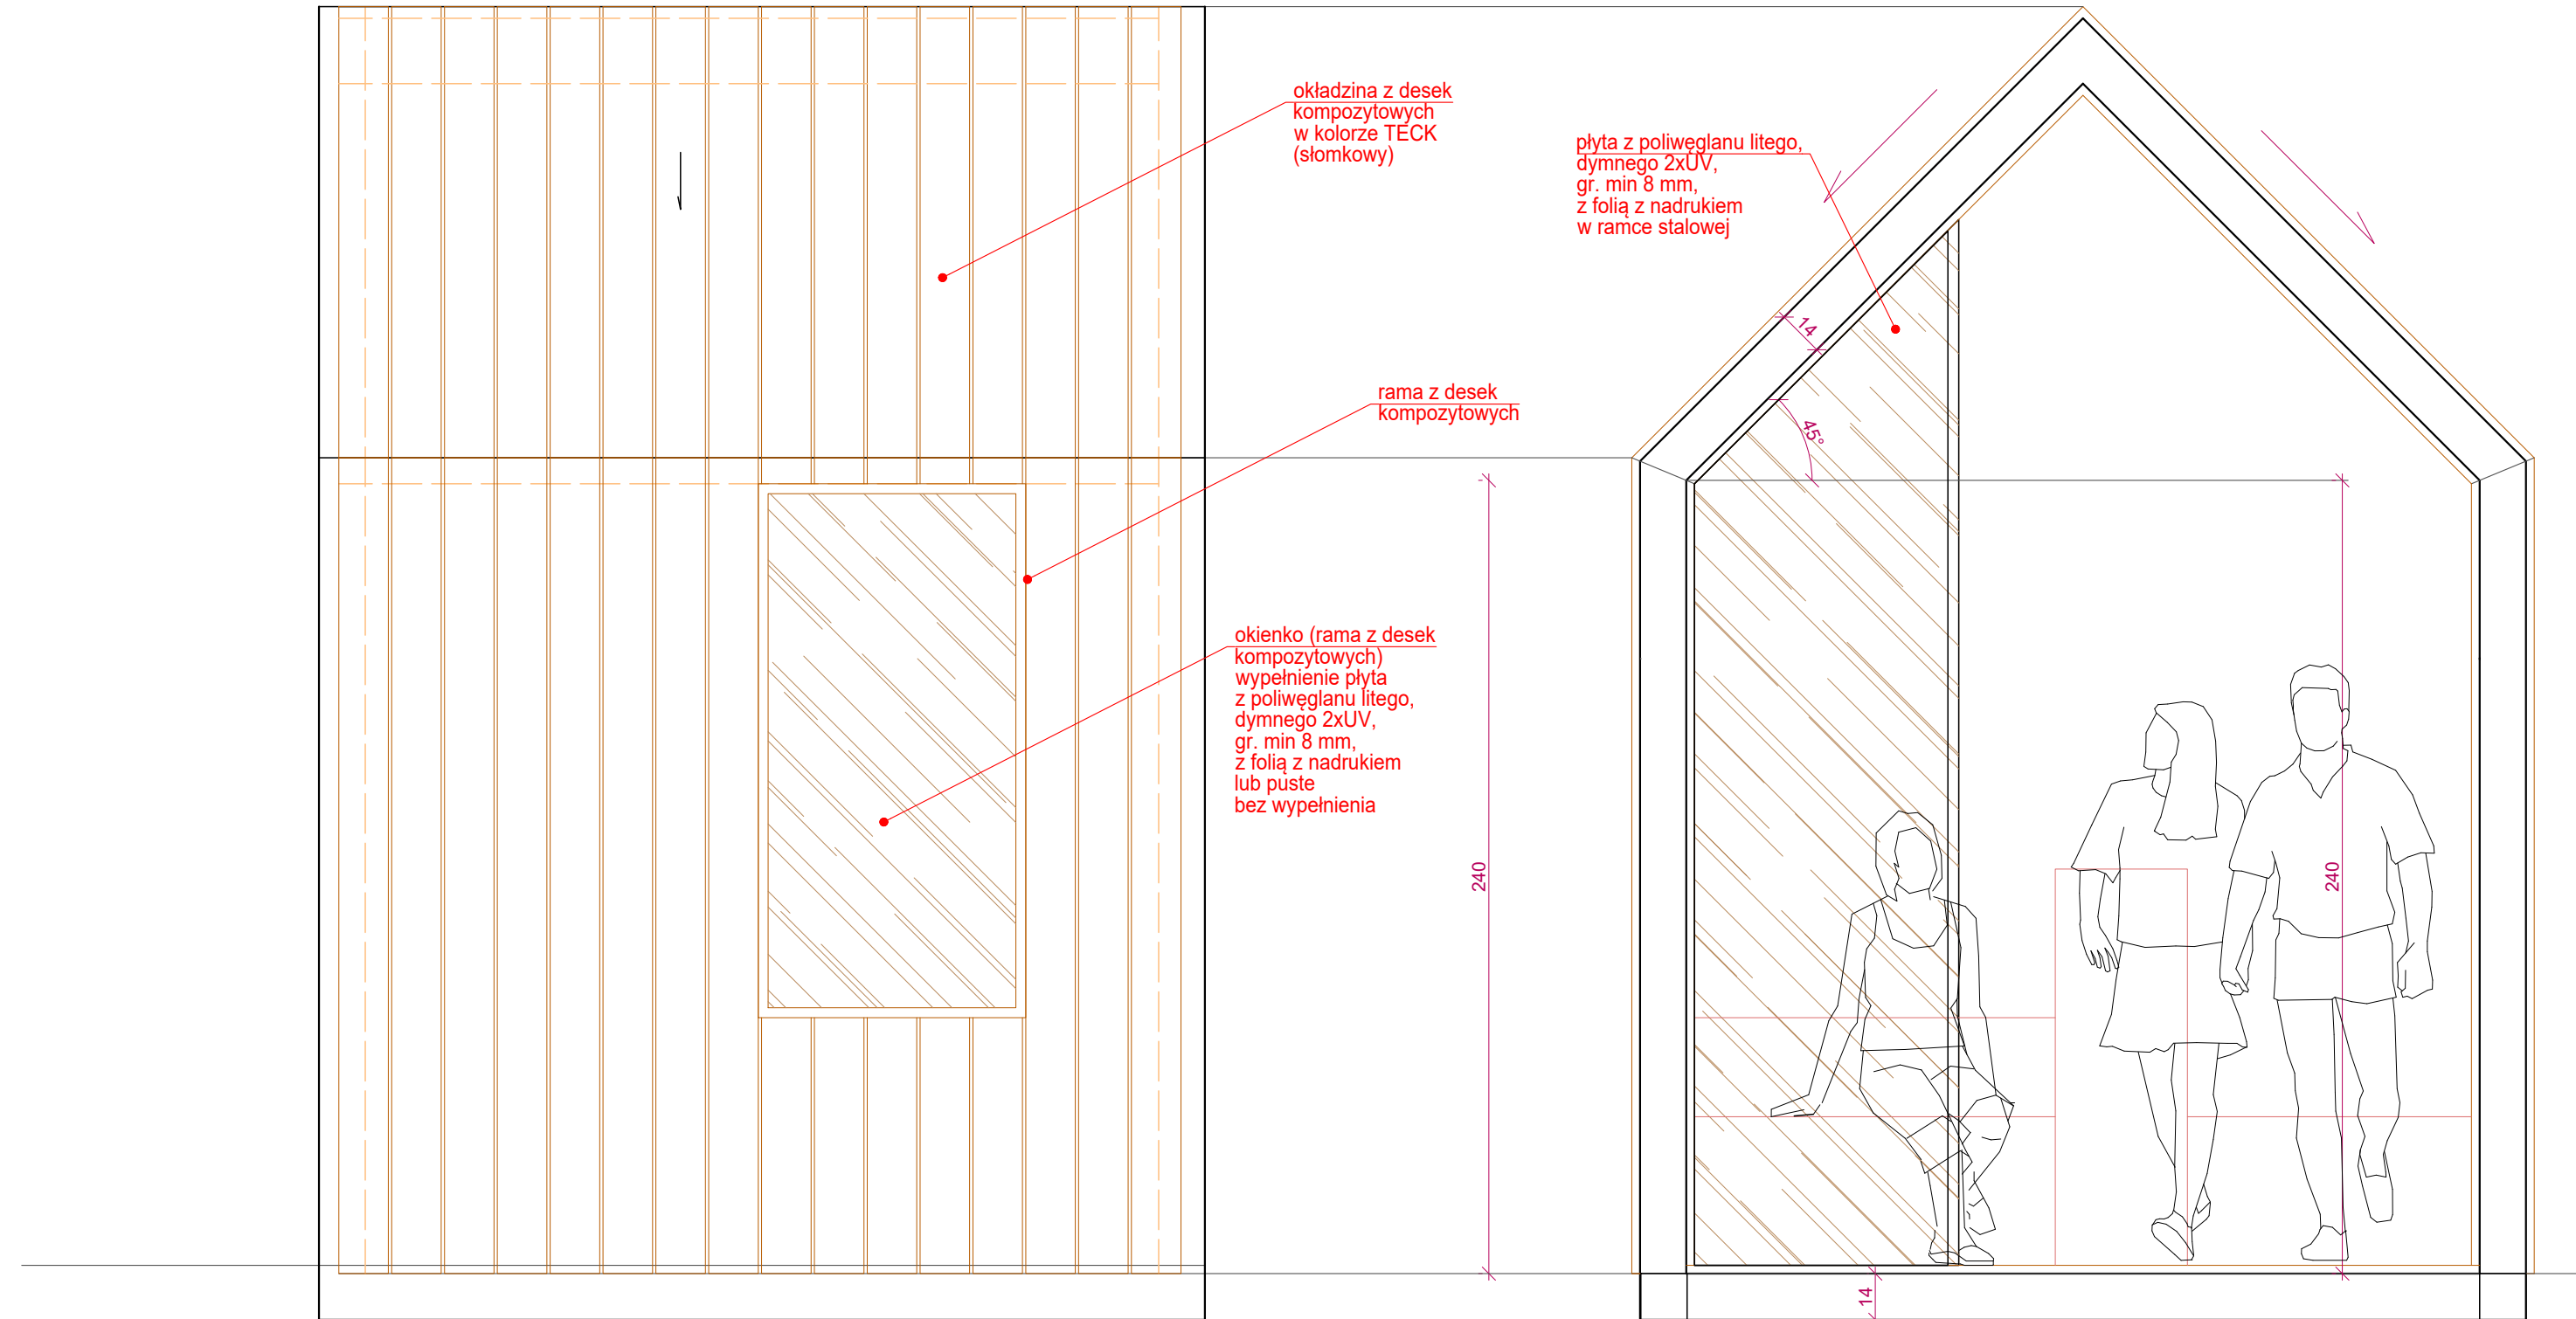 okładzina z desek
kompozytowych
w kolorze TECK
(słomkowy)
płyta z poliwęglanu litego,
dymnego 2xUV,
gr. min 8 mm,
z folią z nadrukiem
w ramce stalowej
14
rama z desek
kompozytowych
45°
okienko (rama z desek
kompozytowych)
wypełnienie płyta
z poliwęglanu litego,
dymnego 2xUV,
gr. min 8 mm,
z folią z nadrukiem
lub puste
bez wypełnienia
240
240
14